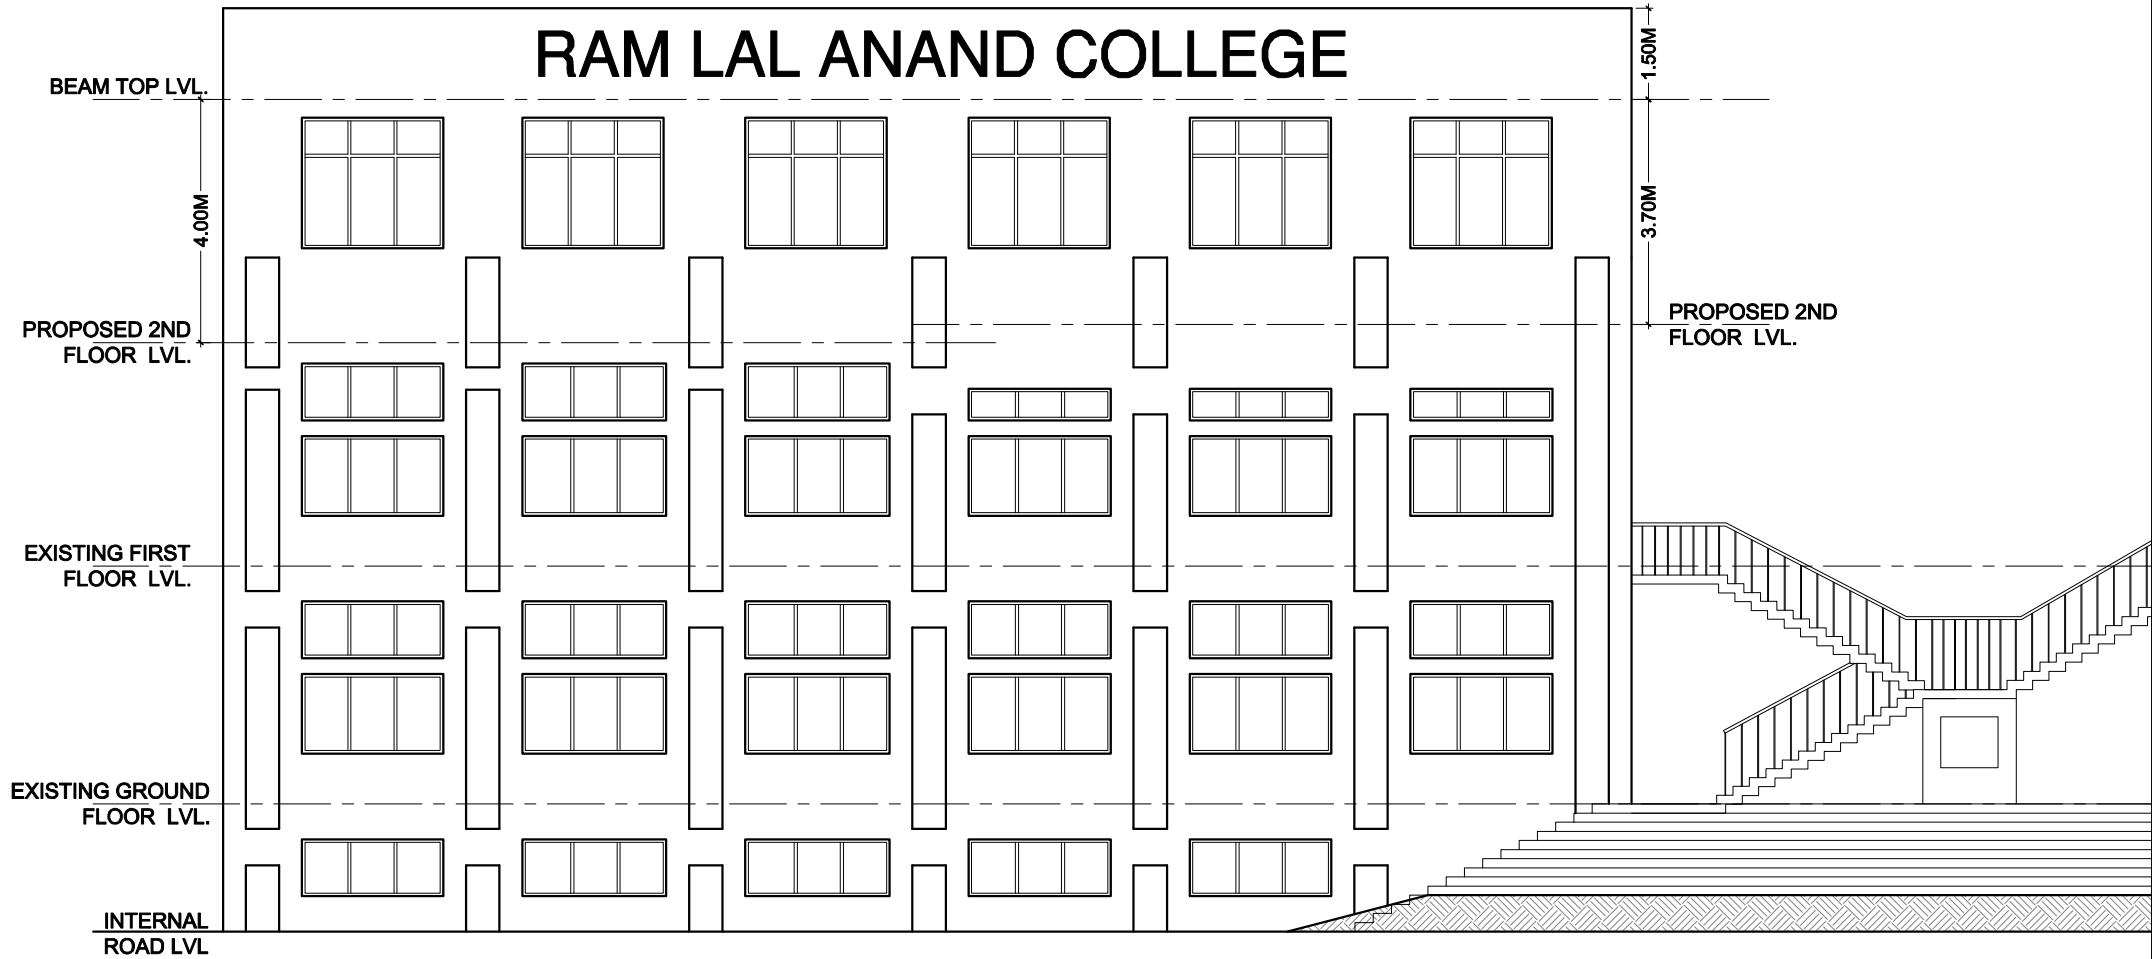 RAM LAL ANAND COLLEGE
1.50M
BEAM TOP LVL.
4.00M
3.70M
PROPOSED 2ND
FLOOR LVL.
PROPOSED 2ND
FLOOR LVL.
EXISTING FIRST
FLOOR LVL.
EXISTING GROUND
FLOOR LVL.
INTERNAL
ROAD LVL